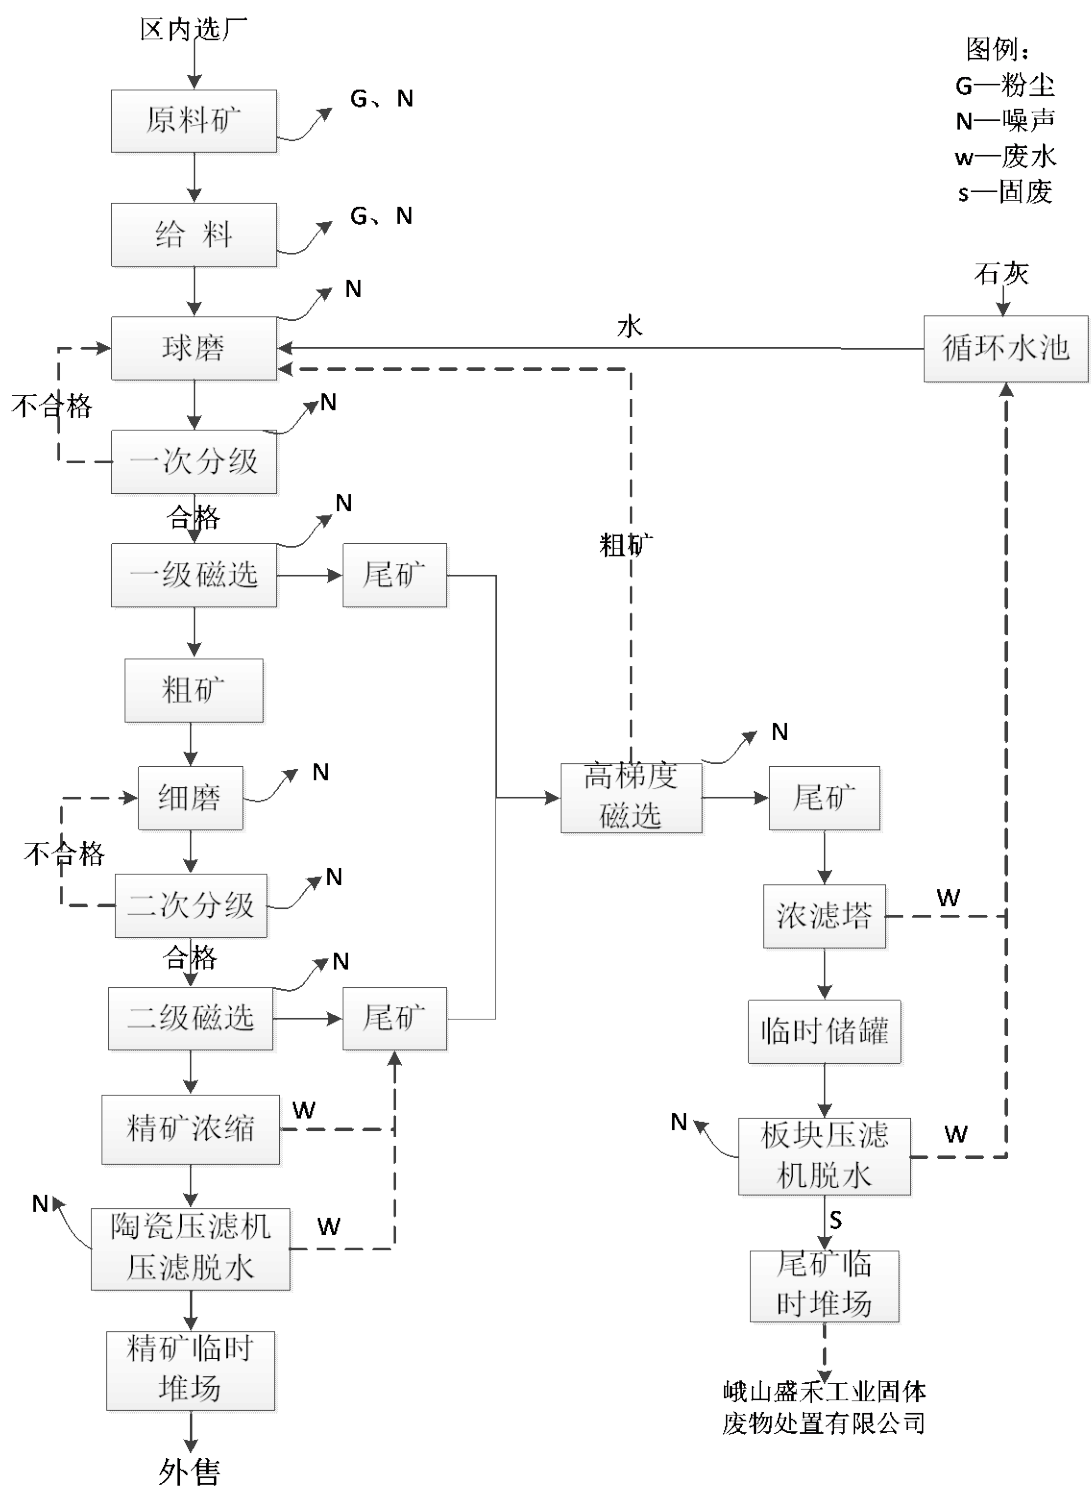 区内选厂
图例：
G—粉尘
N—噪声
w—废水
s—固废
原料矿
G、N
给 料
G、N
N
球磨
水
石灰
循环水池
不合格
N
一次分级
合格
N
一级磁选
尾矿
粗矿
粗矿
N
细磨
N
高梯度
磁选
尾矿
不合格
N
二次分级
浓滤塔
W
合格
N
二级磁选
尾矿
临时储罐
精矿浓缩
W
N
板块压滤
机脱水
W
N
陶瓷压滤机
压滤脱水
W
S
尾矿临
时堆场
精矿临时
堆场
峨山盛禾工业固体
废物处置有限公司
外售